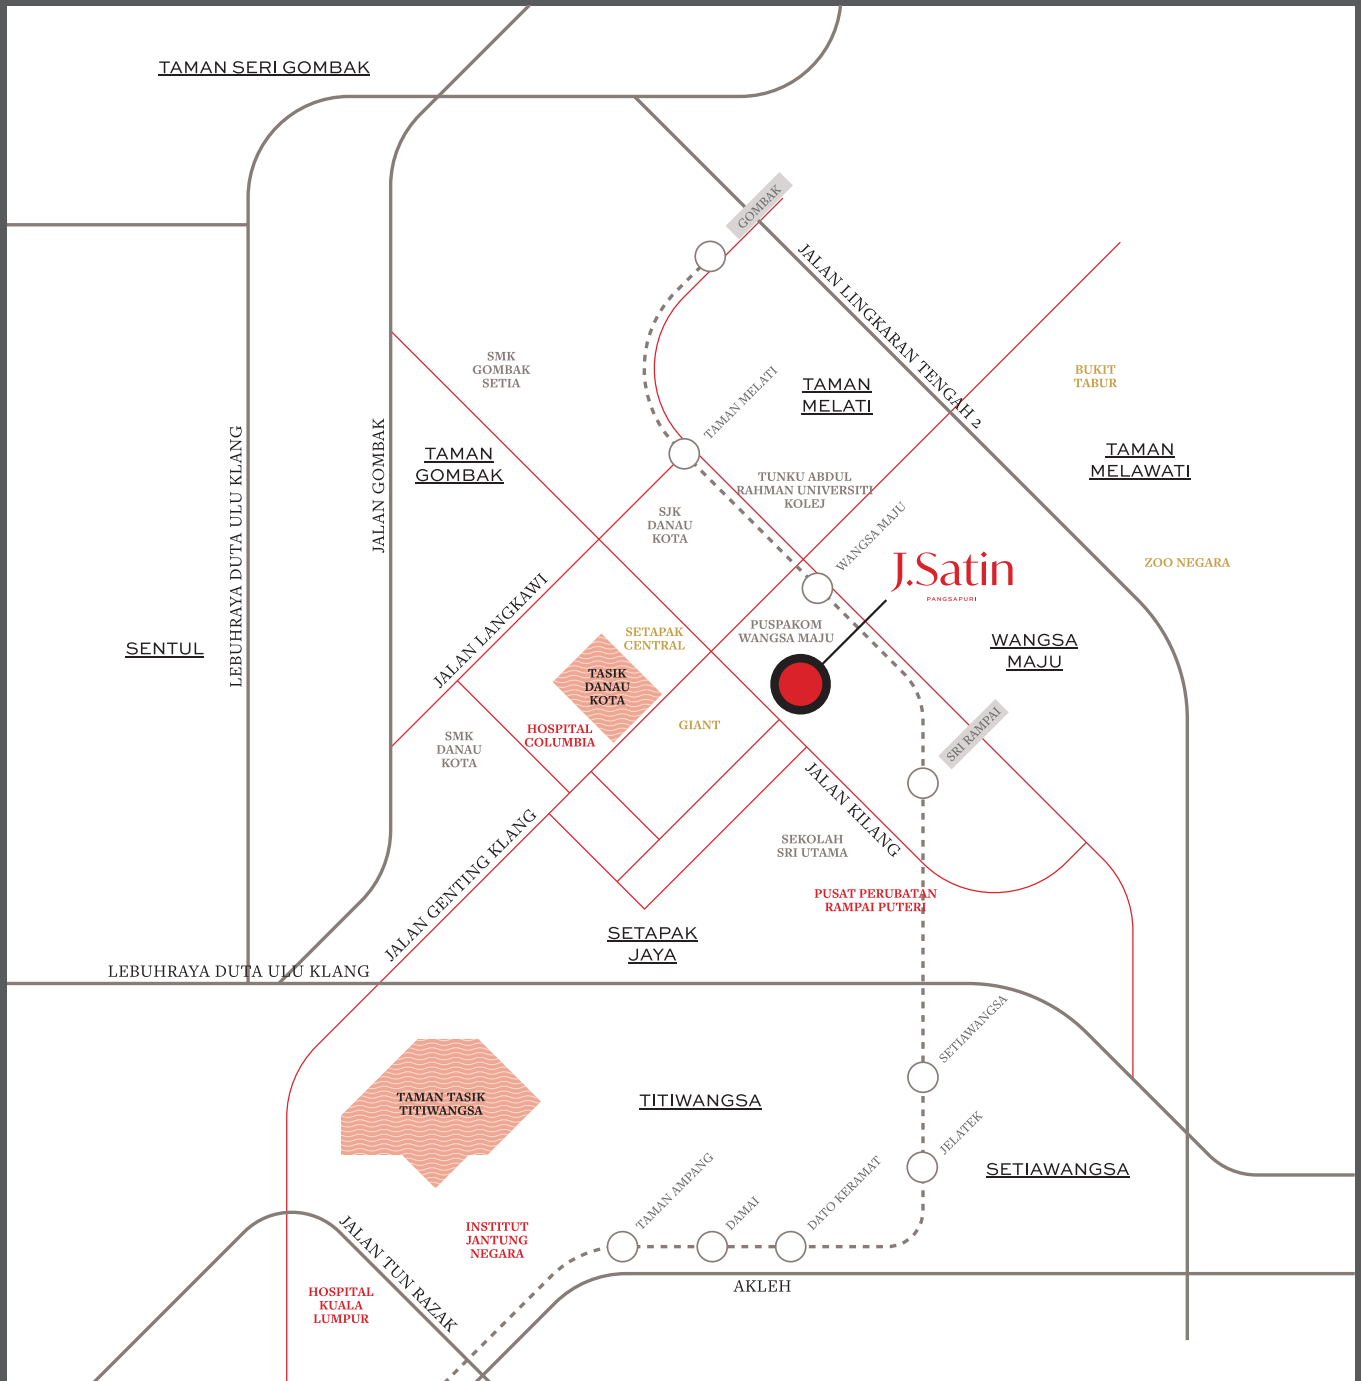 TAMAN SERI GOMBAK
GOMBAK
JALAN LINGKARAN TENGAH 2
SMK
GOMBAK
SETIA
TAMAN MELATI
TAMAN
MELATI
BUKIT
TABUR
TAMAN
GOMBAK
TAMAN
MELAWATI
LEBUHRAYA DUTA ULU KLANG
JALAN GOMBAK
TUNKU ABDUL
RAHMAN UNIVERSITI
KOLEJ
SJK
DANAU
KOTA
WANGSA MAJU
J.Satin
PANGSAPURI
ZOO NEGARA
JALAN LANGKAWI
SENTUL
SETAPAK
CENTRAL
PUSPAKOM
WANGSA MAJU
WANGSA
MAJU
TASIK
DANAU
KOTA
HOSPITAL
COLUMBIA
GIANT
SMK
DANAU
KOTA
SRI RAMPAI
JALAN KILANG
JALAN GENTING KLANG
SEKOLAH
SRI UTAMA
PUSAT PERUBATAN
RAMPAI PUTERI
SETAPAK
JAYA
LEBUHRAYA DUTA ULU KLANG
SETIAWANGSA
TAMAN TASIK
TITIWANGSA
TITIWANGSA
JELATEK
SETIAWANGSA
TAMAN AMPANG
DAMAI
DATO KERAMAT
INSTITUT
JANTUNG
NEGARA
JALAN TUN RAZAK
AKLEH
HOSPITAL
KUALA
LUMPUR